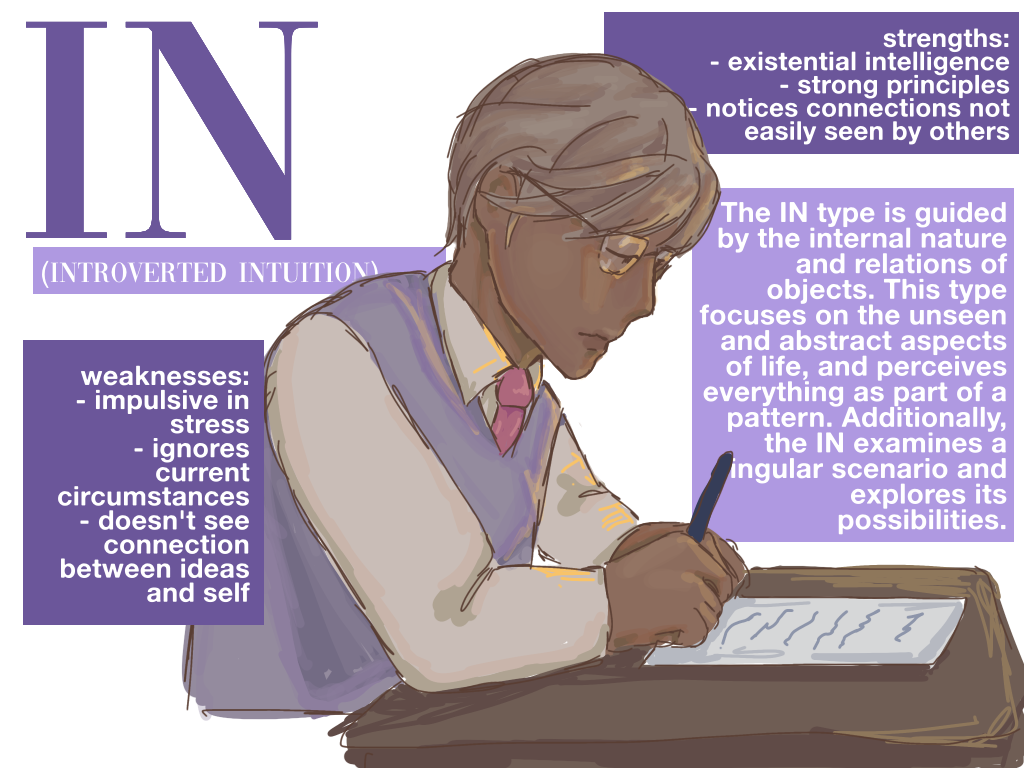 IN
(INTROVERTED INTUITION)
strengths:
- existential intelligence
- strong principles
- notices connections not
easily seen by others
The IN type is guided
by the internal nature
and relations of
objects. This type
focuses on the unseen
and abstract aspects
of life, and perceives
everything as part of a
pattern. Additionally,
the IN examines a
ingular scenario and
explores its
possibilities.
weaknesses:
- impulsive in
stress
- ignores
current
circumstances
- doesn't see
connection
between ideas
and self